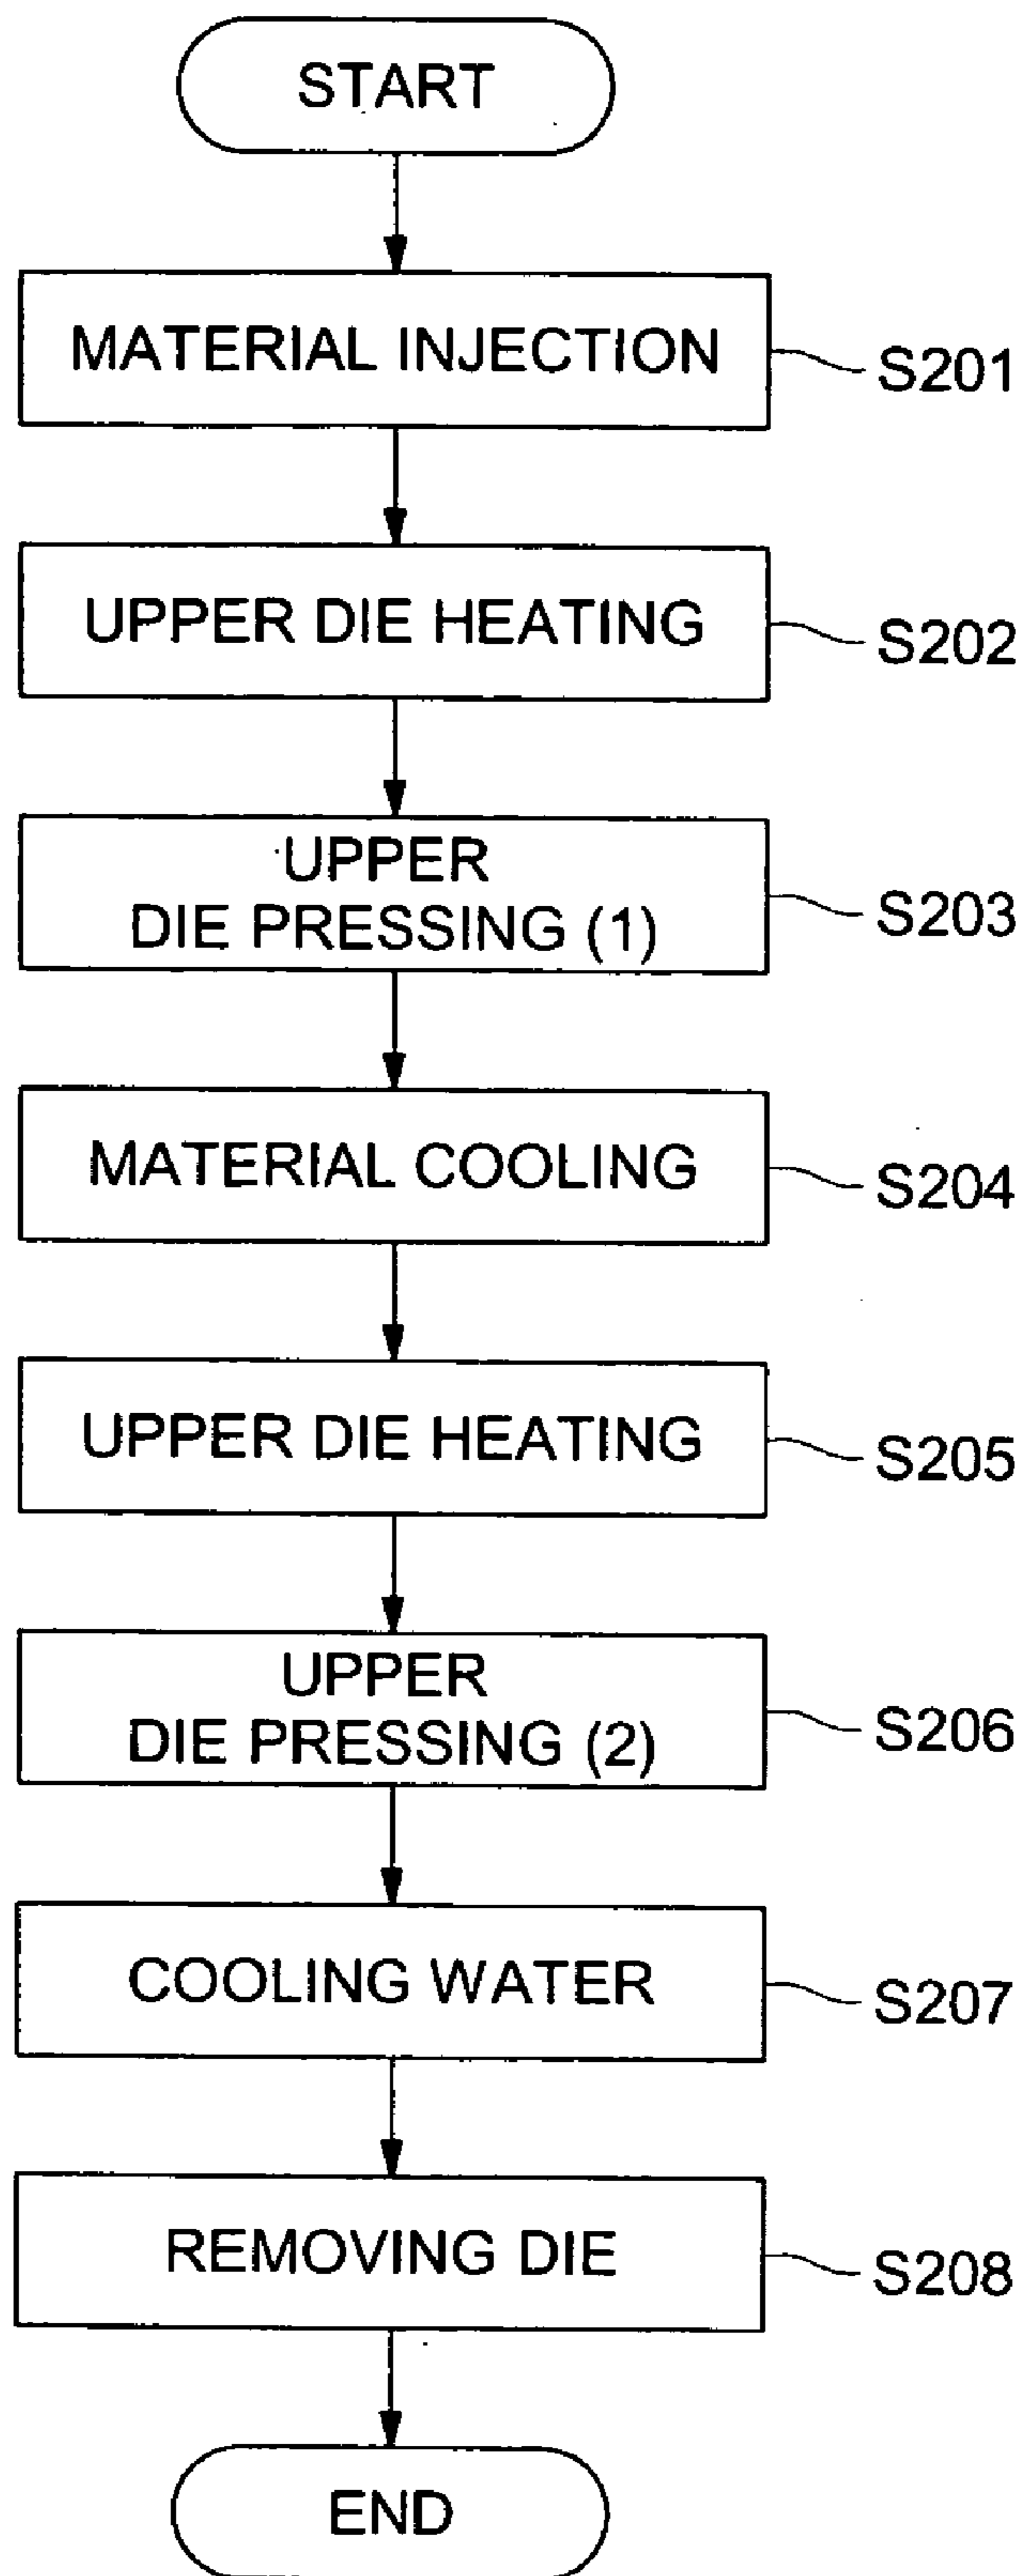 START
MATERIAL INJECTION
S201
UPPER DIE HEATING
S202
UPPER
DIE PRESSING (1)
S203
MATERIAL COOLING
S204
UPPER DIE HEATING
S205
UPPER
DIE PRESSING (2)
S206
COOLING WATER
S207
REMOVING DIE
S208
END